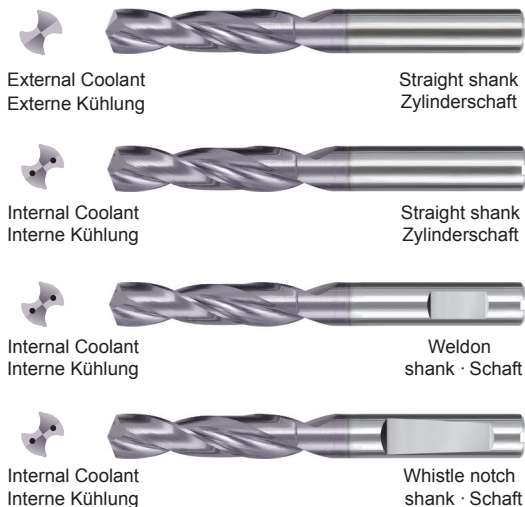 External Coolant
Externe Kühlung
Straight shank
Zylinderschaft
Internal Coolant
Interne Kühlung
Straight shank
Zylinderschaft
Internal Coolant
Interne Kühlung
Weldon
shank · Schaft
Internal Coolant
Interne Kühlung
Whistle notch
shank · Schaft